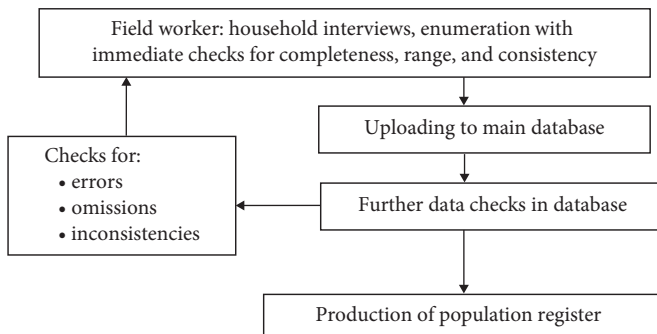 Field worker: household interviews, enumeration with
immediate checks for completeness, range, and consistency
Uploading to main database
Checks for:
• errors
• omissions
• inconsistencies
Further data checks in database
Production of population register